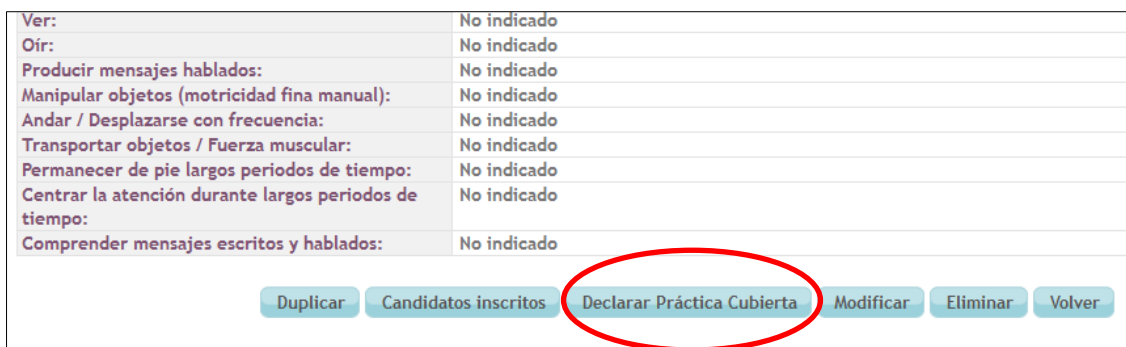 Ver: No indicado
Oír: No indicado
Producir mensajes hablados: No indicado
Manipular objetos (motricidad fina manual): No indicado
Andar / Desplazarse con frecuencia: No indicado
Transportar objetos / Fuerza muscular: No indicado
Permanecer de pie largos periodos de tiempo: No indicado
Centrar la atención durante largos periodos de No indicado
tiempo:
Comprender mensajes escritos y hablados: No indicado
Duplicar Candidatos inscritos Declarar Práctica Cubierta Modificar Eliminar Volver